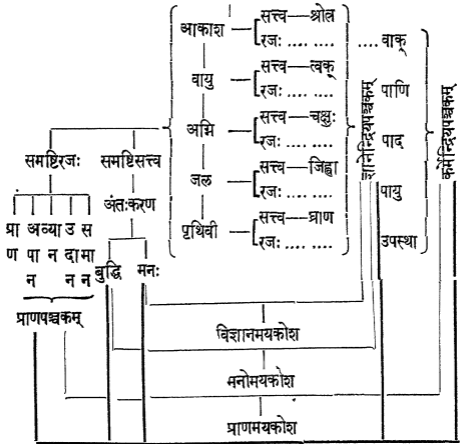 आकाश सत्त्व—श्रोत्र
रजः .... .... .... वाक्
वायु सत्त्व—त्वक्
रजः .... .... पाणि
अग्नि सत्त्व—चक्षुः
रजः .... .... पाद
जल सत्त्व—जिह्वा
रजः .... .... पायु
पृथिवी सत्त्व—घ्राण
रजः .... .... उपस्था
ज्ञानेन्द्रियपञ्चकम्
कर्मेन्द्रियपञ्चकम्
समष्टिरजः समष्टिसत्त्व
अंतःकरण
प्राण अपान व्यान उदान समान
बुद्धि मनः
प्राणपञ्चकम्
विज्ञानमयकोश
मनोमयकोश
प्राणमयकोश